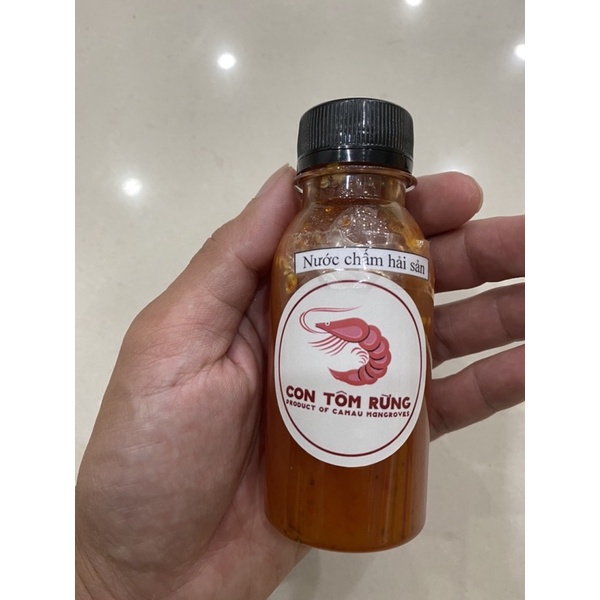 Nước chấm hải sản
CON TÔM RỪNG
PRODUCT OF CAMAU MANGROVES